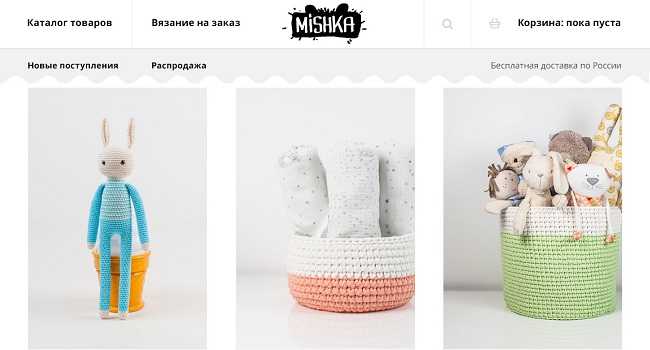 Каталог товаров
Вязание на заказ
MiSHKA
Корзина: пока пуста
Новые поступления
Распродажа
Бесплатная доставка по России